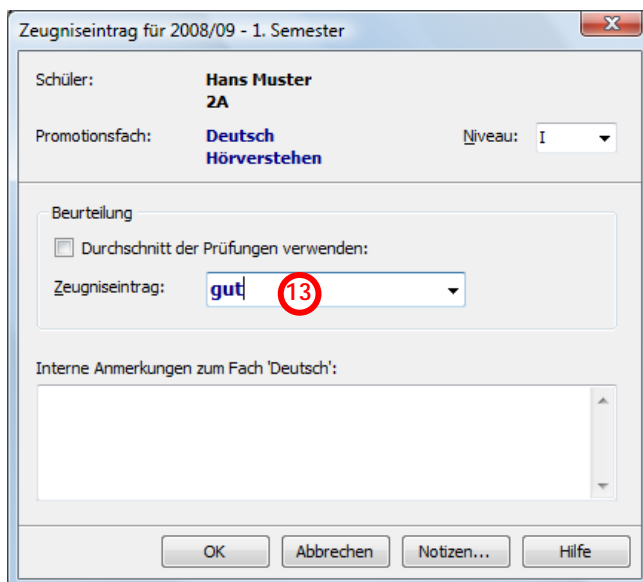 Zeugniseintrag für 2008/09 - 1. Semester
Schüler: Hans Muster
2A
Promotionsfach: Deutsch Niveau: I
Hörverstehen
Beurteilung
Durchschnitt der Prüfungen verwenden:
Zeugniseintrag: gut 13
Interne Anmerkungen zum Fach 'Deutsch':
OK Abbrechen Notizen... Hilfe